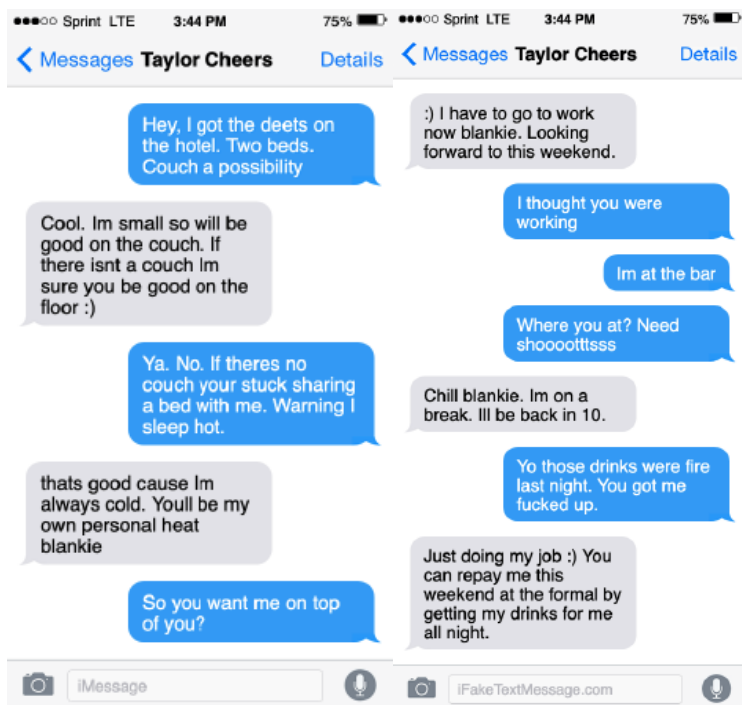 ●●●○○ Sprint LTE 3:44 PM 75%
Messages Taylor Cheers Details
Hey, I got the deets on
the hotel. Two beds.
Couch a possibility
Cool. Im small so will be
good on the couch. If
there isnt a couch Im
sure you be good on the
floor :)
Ya. No. If theres no
couch your stuck sharing
a bed with me. Warning I
sleep hot.
thats good cause Im
always cold. Youll be my
own personal heat
blankie
So you want me on top
of you?
iMessage
●●●○○ Sprint LTE 3:44 PM 75%
Messages Taylor Cheers Details
:) I have to go to work
now blankie. Looking
forward to this weekend.
I thought you were
working
Im at the bar
Where you at? Need
shooootttsss
Chill blankie. Im on a
break. Ill be back in 10.
Yo those drinks were fire
last night. You got me
fucked up.
Just doing my job :) You
can repay me this
weekend at the formal by
getting my drinks for me
all night.
iFakeTextMessage.com